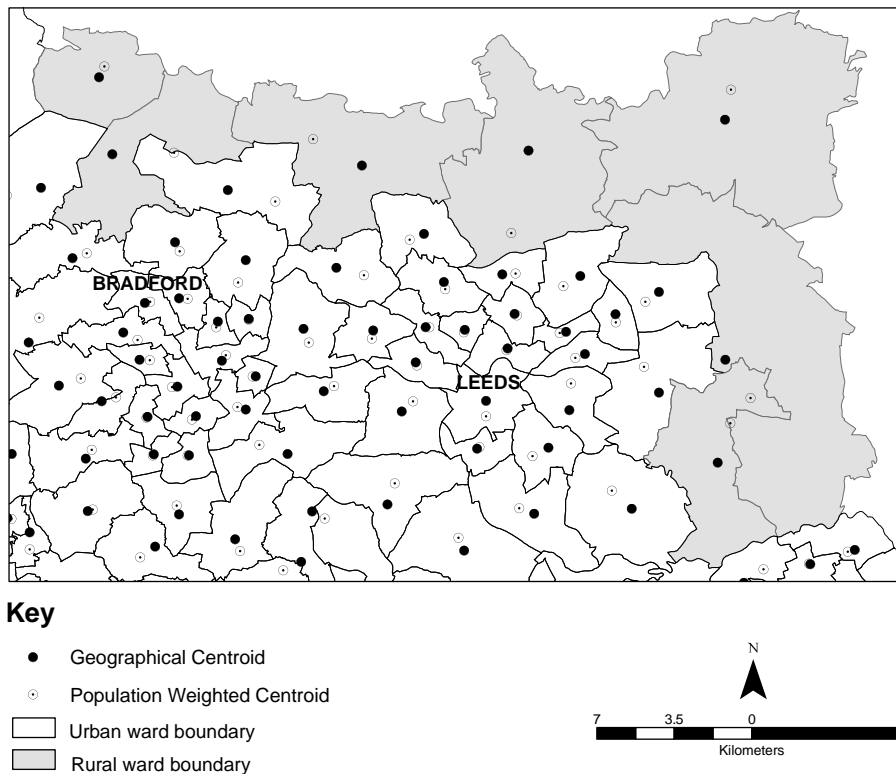 BRADFORD
LEEDS
Key
Geographical Centroid
Population Weighted Centroid
Urban ward boundary
Rural ward boundary
N
7 3.5 0
Kilometers